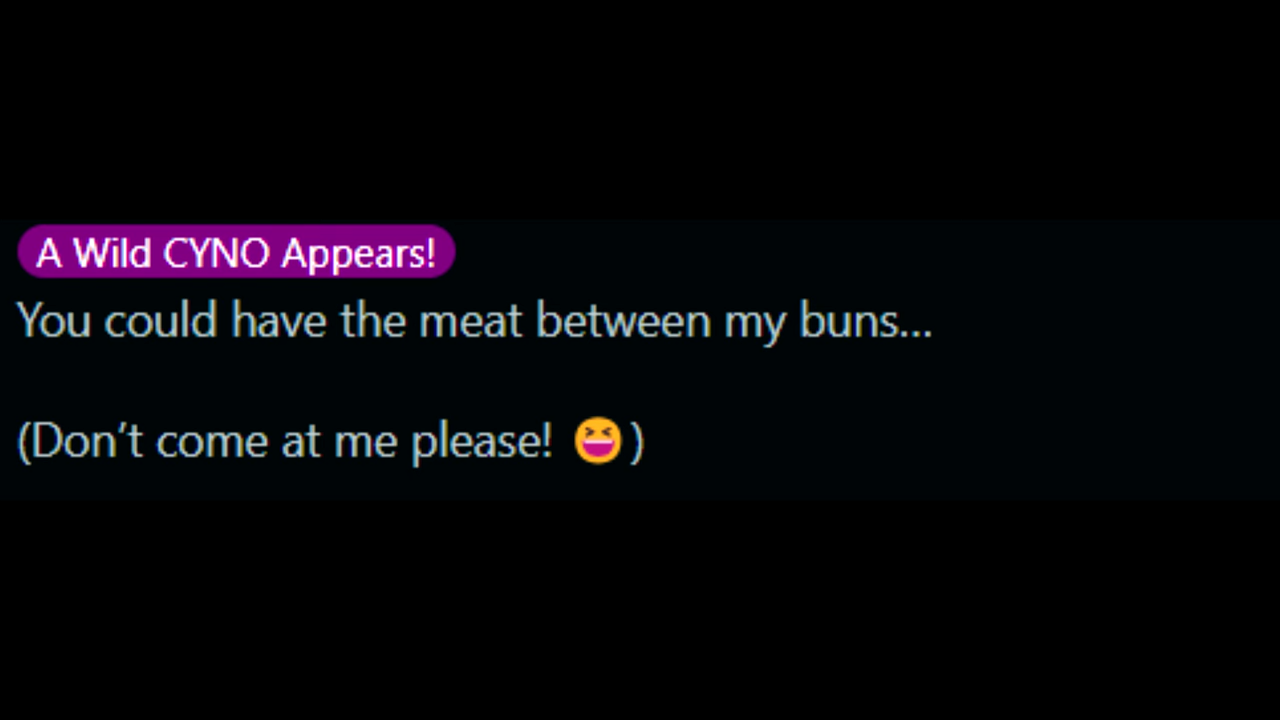 A Wild CYNO Appears!
You could have the meat between my buns...
(Don’t come at me please! 😆)